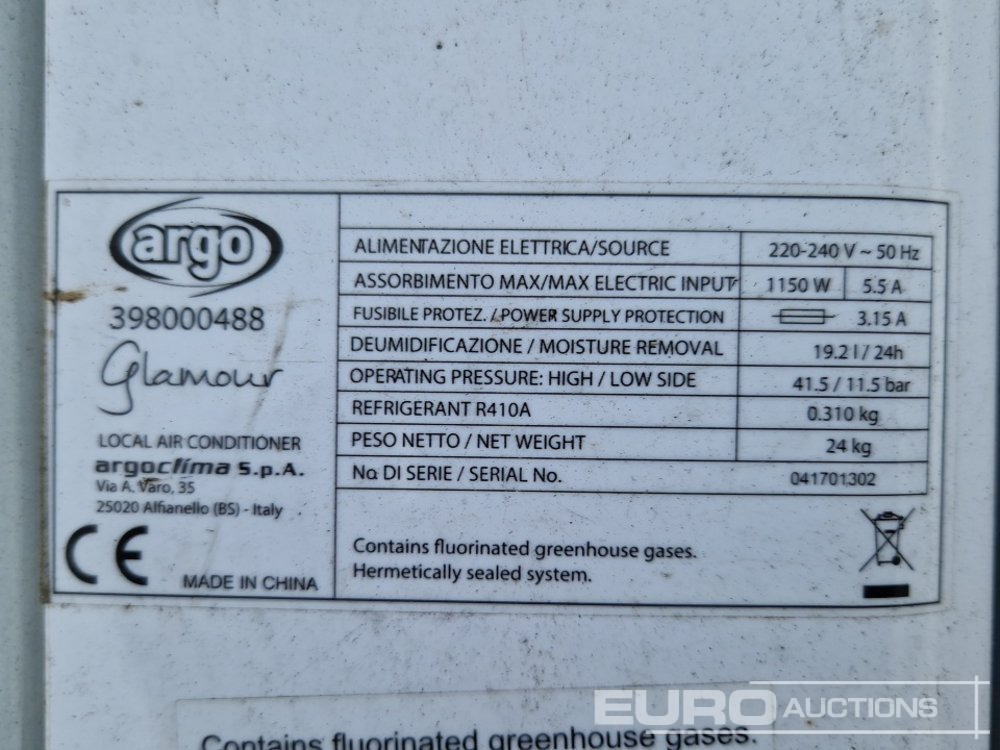 argo
398000488
Glamour
LOCAL AIR CONDITIONER
argoclima S.p.A.
Via A. Varo, 35
25020 Alfianello (BS) - Italy
CE
MADE IN CHINA
ALIMENTAZIONE ELETTRICA/SOURCE 220-240 V ~ 50 Hz
ASSORBIMENTO MAX/MAX ELECTRIC INPUT 1150 W 5.5 A
FUSIBILE PROTEZ. / POWER SUPPLY PROTECTION 3.15 A
DEUMIDIFICAZIONE / MOISTURE REMOVAL 19.2 l / 24h
OPERATING PRESSURE: HIGH / LOW SIDE 41.5 / 11.5 bar
REFRIGERANT R410A 0.310 kg
PESO NETTO / NET WEIGHT 24 kg
No. DI SERIE / SERIAL No. 041701302
Contains fluorinated greenhouse gases.
Hermetically sealed system.
Contains fluorinated greenhouse gases.
EURO AUCTIONS